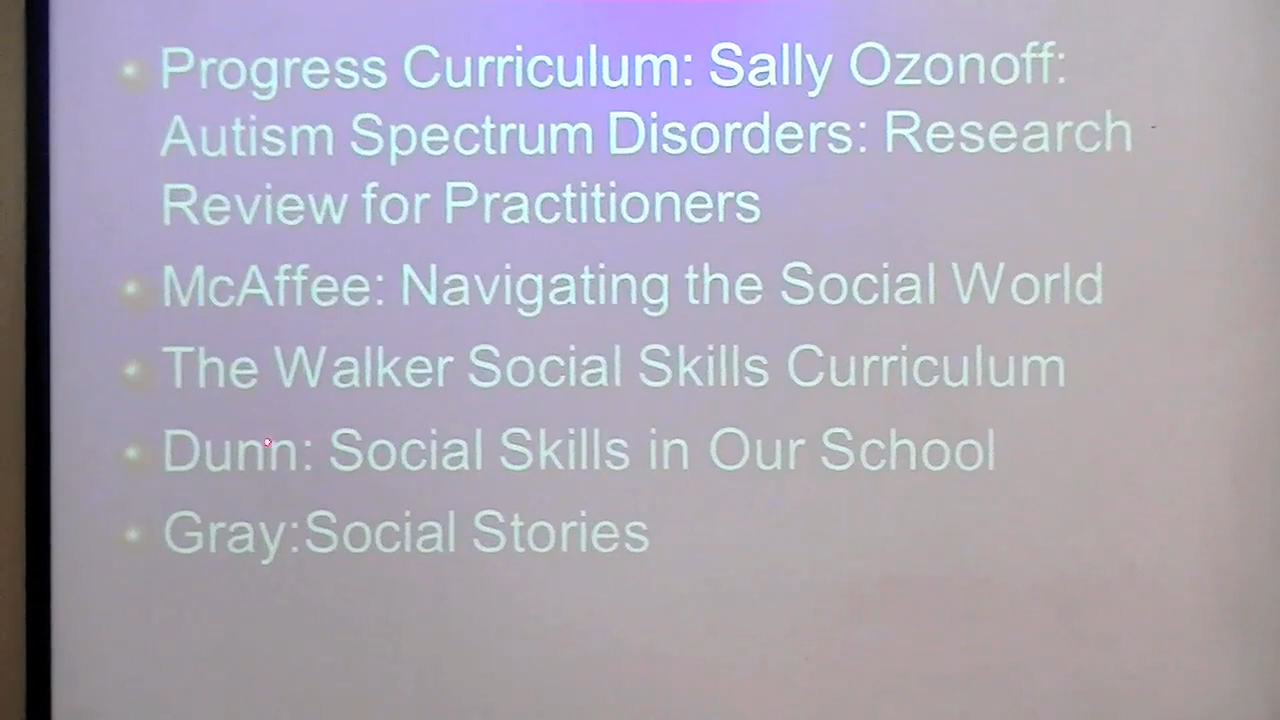 Progress Curriculum: Sally Ozonoff:
Autism Spectrum Disorders: Research
Review for Practitioners
McAffee: Navigating the Social World
The Walker Social Skills Curriculum
Dunn: Social Skills in Our School
Gray:Social Stories